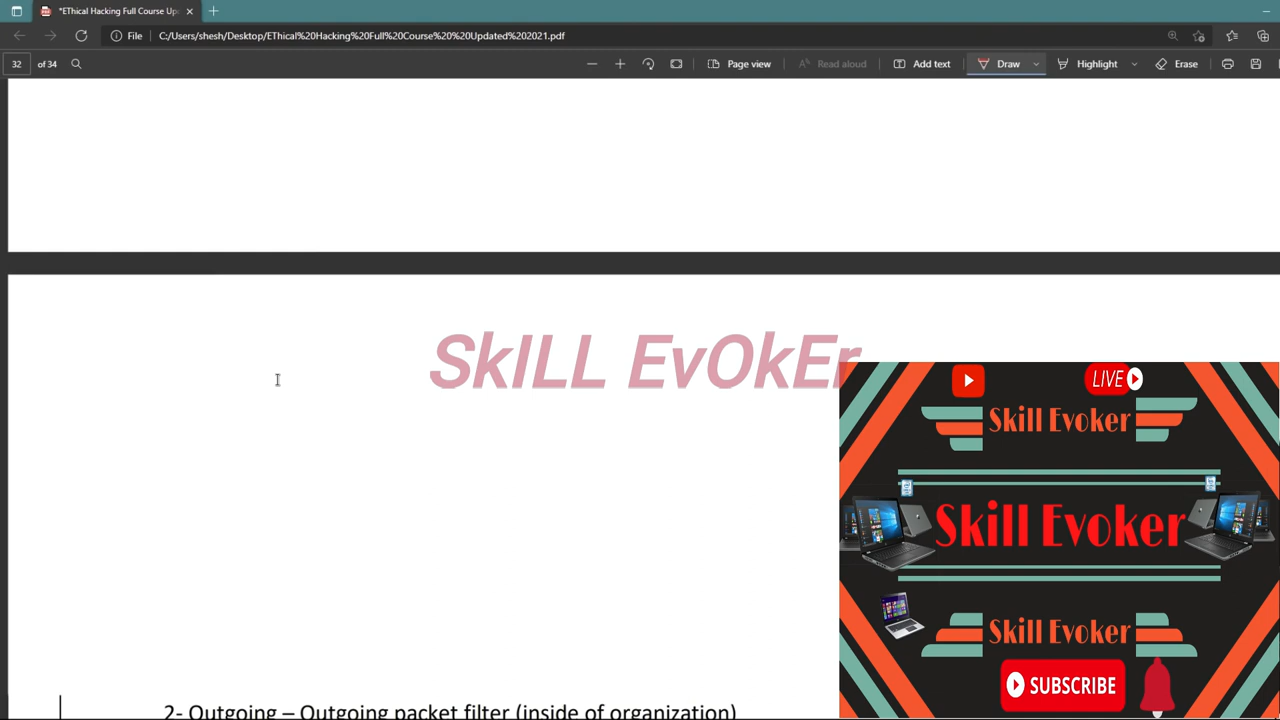 *EThical Hacking Full Course Up
File C:/Users/shesh/Desktop/EThical%20Hacking%20Full%20Course%20%20Updated%202021.pdf
32 of 34
Page view
Read aloud
Add text
Draw
Highlight
Erase
SkILL EvOkEr
LIVE
Skill Evoker
Skill Evoker
Skill Evoker
SUBSCRIBE
2- Outgoing – Outgoing packet filter (inside of organization)